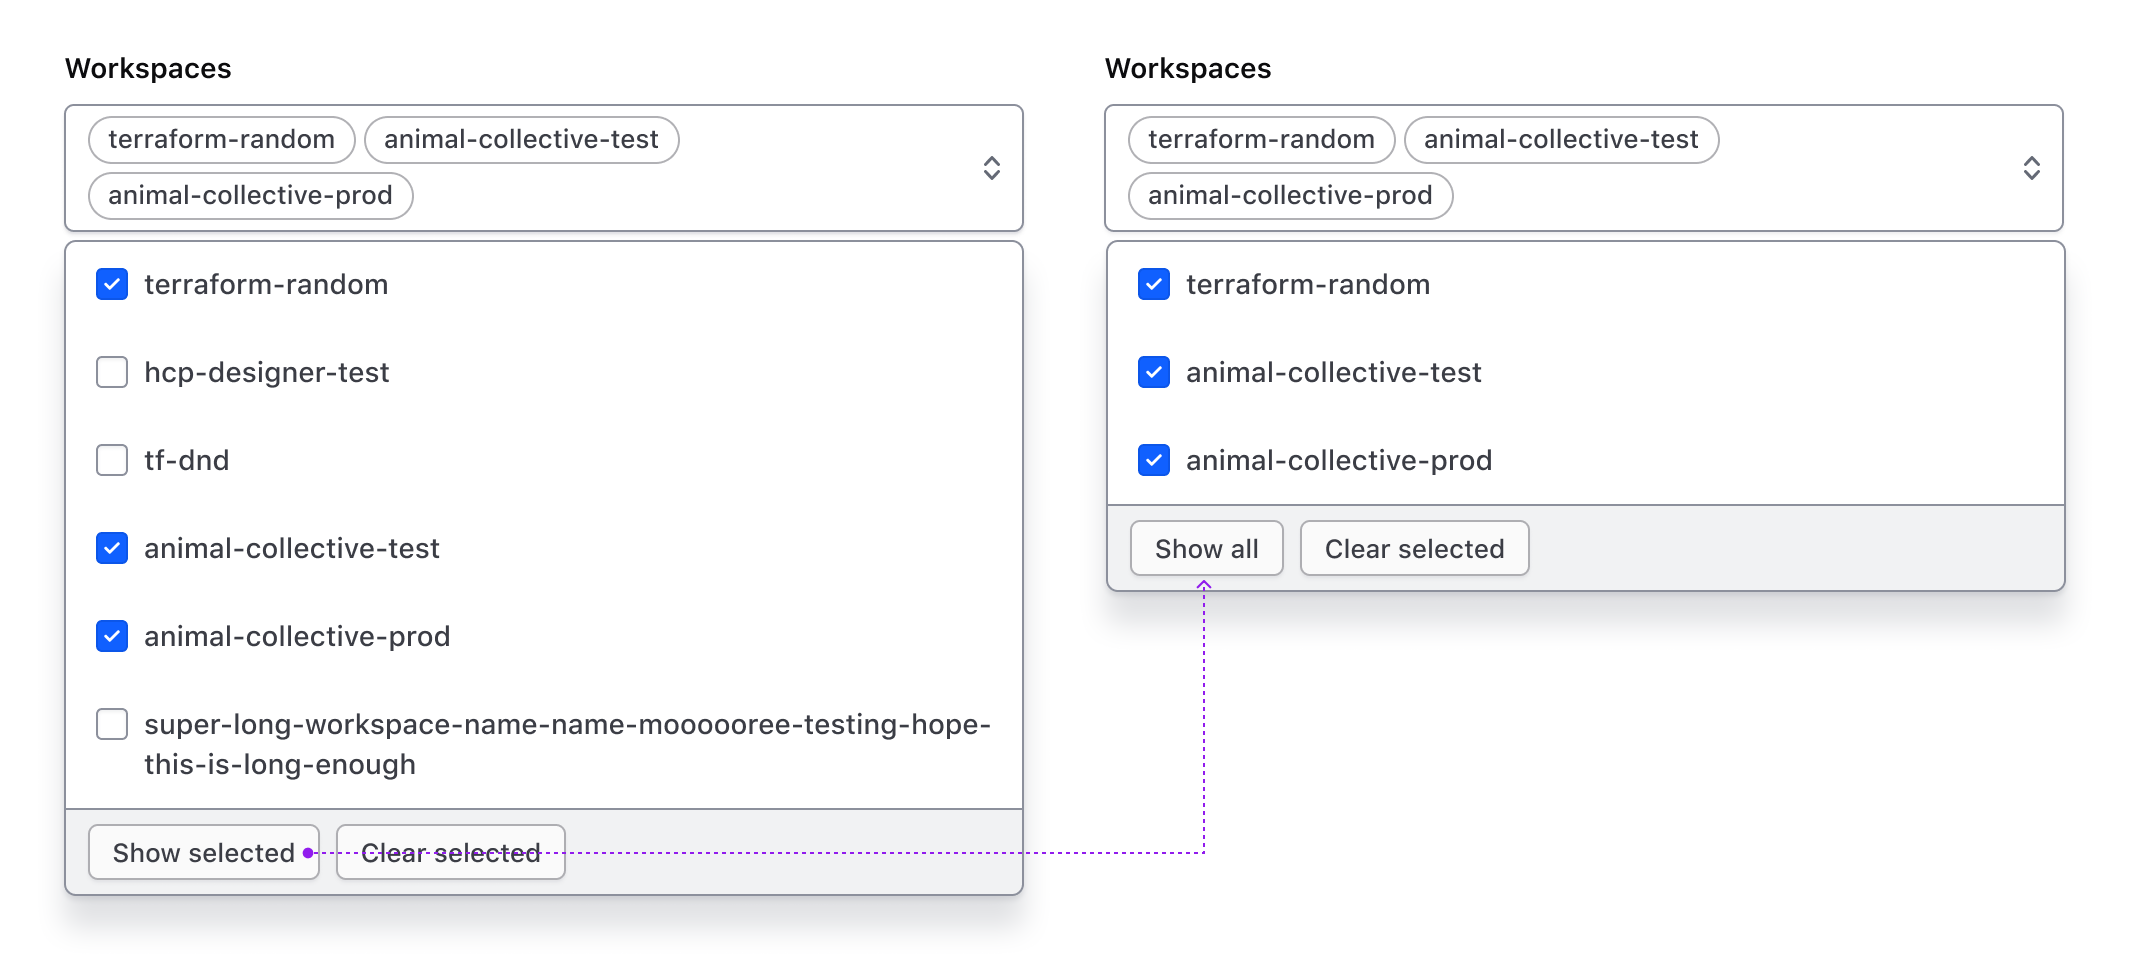 Workspaces
terraform-random animal-collective-test
animal-collective-prod
terraform-random
hcp-designer-test
tf-dnd
animal-collective-test
animal-collective-prod
super-long-workspace-name-name-moooooree-testing-hope-
this-is-long-enough
Show selected Clear selected
Workspaces
terraform-random animal-collective-test
animal-collective-prod
terraform-random
animal-collective-test
animal-collective-prod
Show all Clear selected